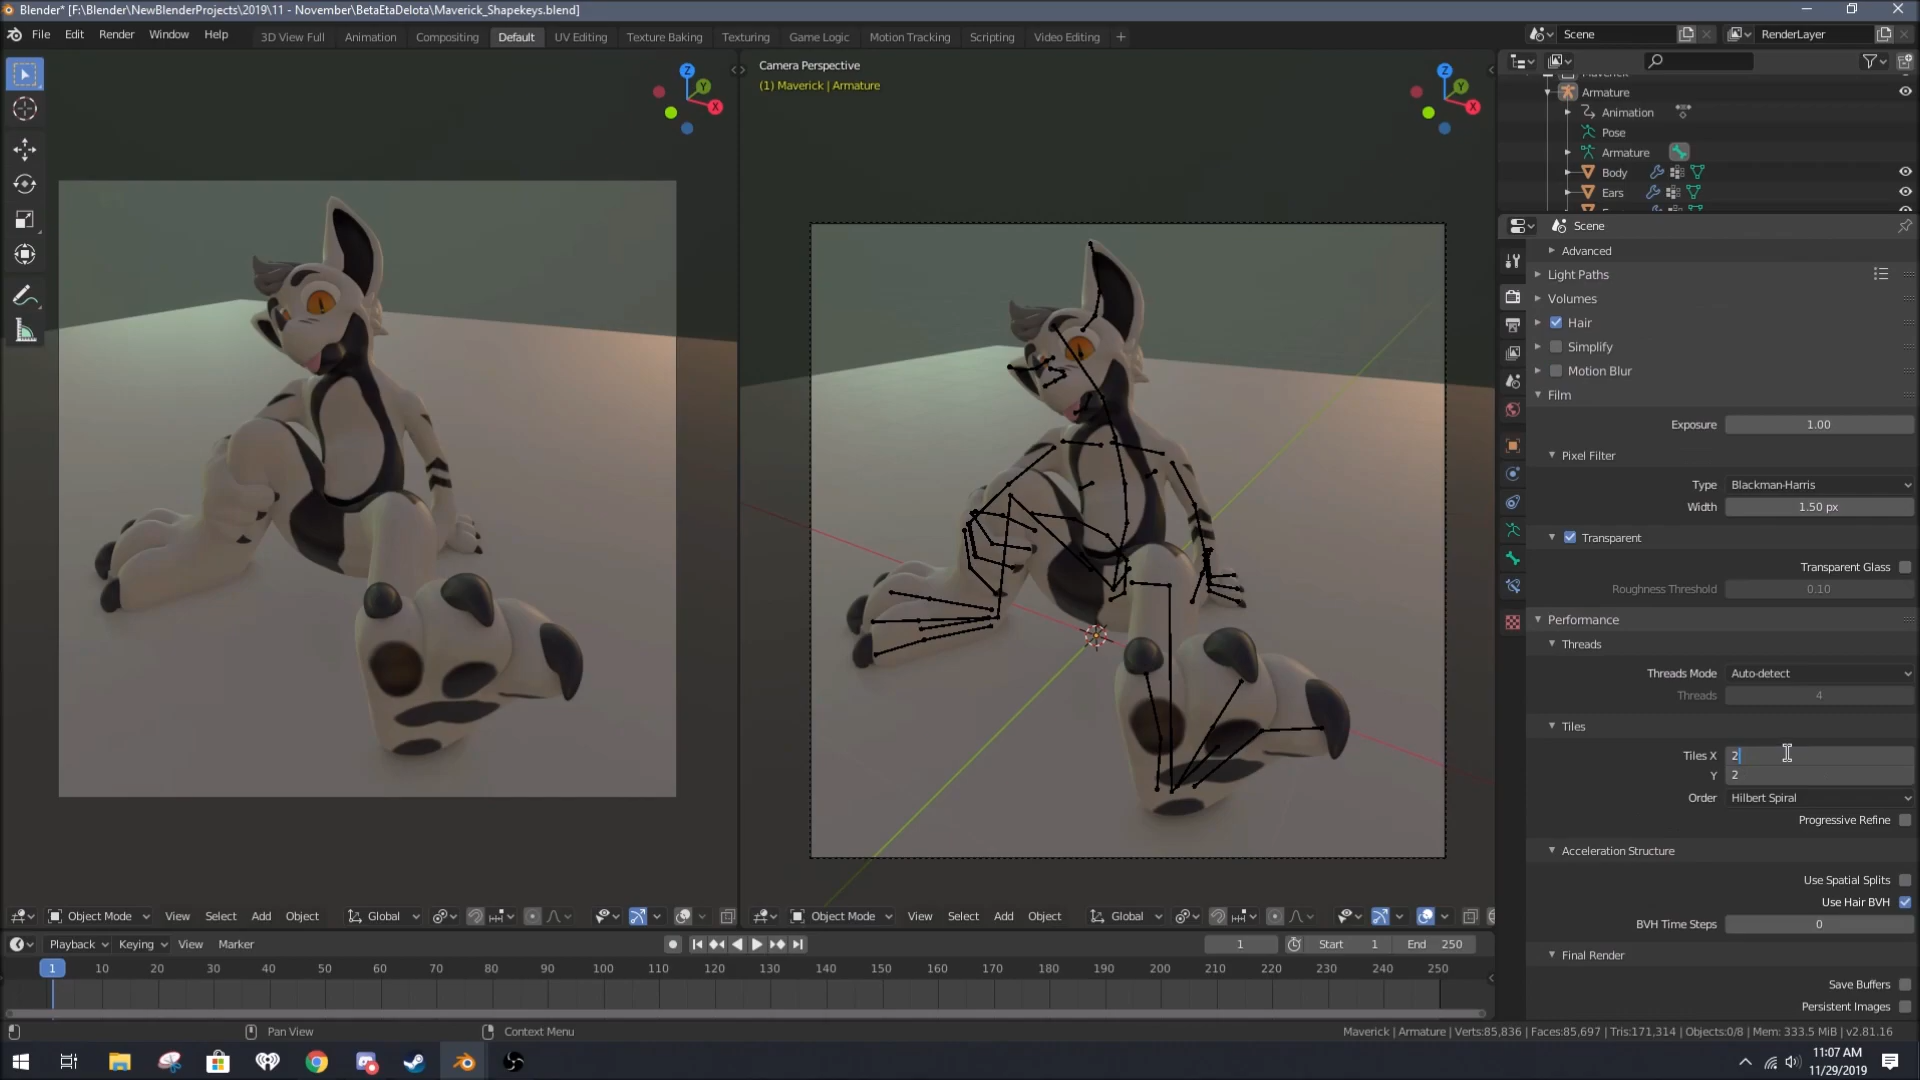 Blender* [F:\Blender\NewBlenderProjects\2019\11 - November\BetaEtaDelota\Maverick_Shapekeys.blend]
File Edit Render Window Help 3D View Full Animation Compositing Default UV Editing Texture Baking Texturing Game Logic Motion Tracking Scripting Video Editing +
Scene RenderLayer
Camera Perspective
(1) Maverick | Armature
Z Y X
Z Y X
Maverick
Armature
Animation
Pose
Armature
Body
Ears
Scene
Advanced
Light Paths
Volumes
Hair
Simplify
Motion Blur
Film
Exposure 1.00
Pixel Filter
Type Blackman-Harris
Width 1.50 px
Transparent
Transparent Glass
Roughness Threshold 0.10
Performance
Threads
Threads Mode Auto-detect
Threads 4
Tiles
Tiles X 2
Y 2
Order Hilbert Spiral
Progressive Refine
Acceleration Structure
Use Spatial Splits
Use Hair BVH
BVH Time Steps 0
Final Render
Save Buffers
Persistent Images
Object Mode View Select Add Object Global
Object Mode View Select Add Object Global
Playback Keying View Marker 1 Start 1 End 250
1 10 20 30 40 50 60 70 80 90 100 110 120 130 140 150 160 170 180 190 200 210 220 230 240 250
Pan View Context Menu Maverick | Armature | Verts:85,836 | Faces:85,697 | Tris:171,314 | Objects:0/8 | Mem: 333.5 MiB | v2.81.16
11:07 AM
11/29/2019